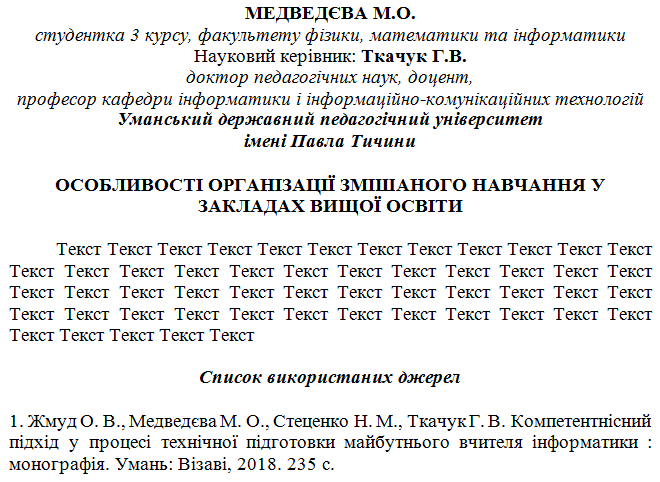 МЕДВЕДЄВА М.О.
студентка 3 курсу, факультету фізики, математики та інформатики
Науковий керівник: Ткачук Г.В.
доктор педагогічних наук, доцент,
професор кафедри інформатики і інформаційно-комунікаційних технологій
Уманський державний педагогічний університет
імені Павла Тичини
ОСОБЛИВОСТІ ОРГАНІЗАЦІЇ ЗМІШАНОГО НАВЧАННЯ У
ЗАКЛАДАХ ВИЩОЇ ОСВІТИ
Текст Текст Текст Текст Текст Текст Текст Текст Текст Текст Текст Текст
Текст Текст Текст Текст Текст Текст Текст Текст Текст Текст Текст Текст
Текст Текст Текст Текст Текст Текст Текст Текст Текст Текст Текст Текст
Текст Текст Текст Текст Текст Текст Текст Текст Текст Текст Текст Текст
Текст Текст Текст Текст Текст
Список використаних джерел
1. Жмуд О. В., Медведєва М. О., Стеценко Н. М., Ткачук Г. В. Компетентнісний
підхід у процесі технічної підготовки майбутнього вчителя інформатики :
монографія. Умань: Візаві, 2018. 235 с.